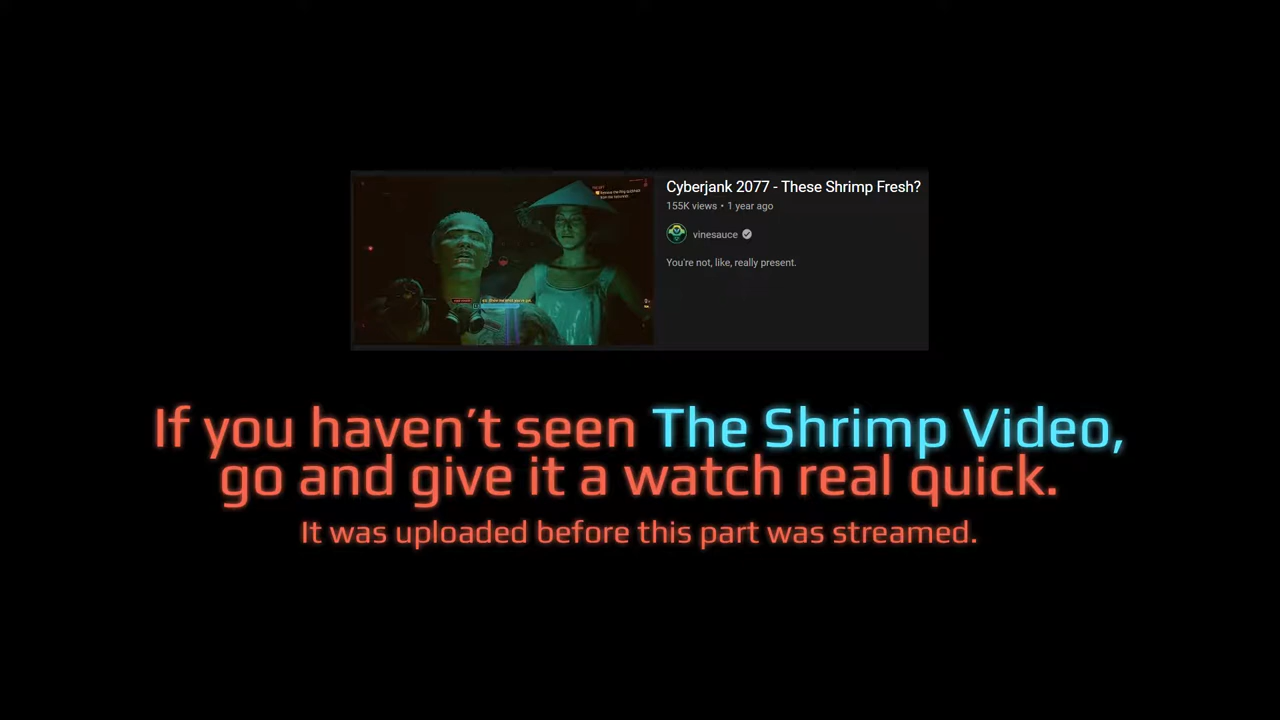 Cyberjank 2077 - These Shrimp Fresh?
155K views • 1 year ago
vinesauce
You're not, like, really present.
If you haven’t seen The Shrimp Video,
go and give it a watch real quick.
It was uploaded before this part was streamed.